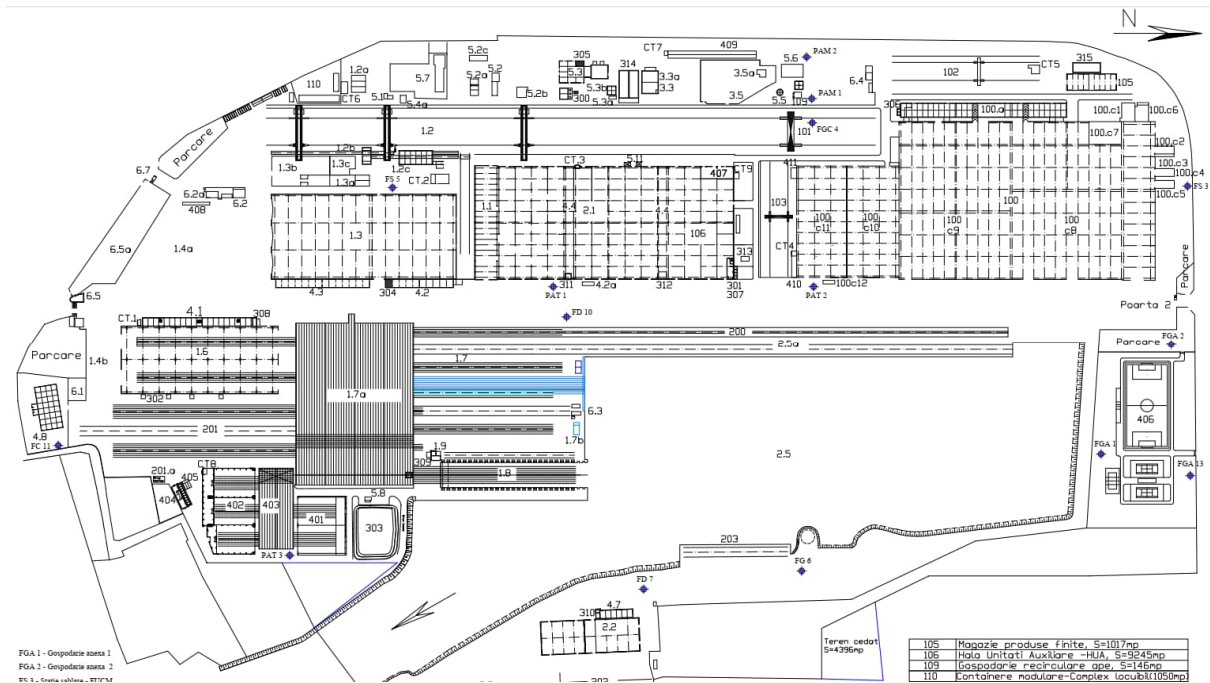 N
CT7
409
5.2c
305
314
5.6
PAM 2
102
CT5
315
105
110
1.2a
5.7
5.2a
5.2
5.3
3.3a
3.3
3.5a
3.5
6.4
CT6
5.1
5.4a
5.2b
300
5.3b
5.3a
5.5
109
PAM 1
100.a
100.c1
100.c6
Parcare
1.2
101
FGC 4
100.c7
100.c2
1.2b
1.3b
1.3c
1.3a
1.2c
CT.2
FS 5
CT.3
5.11
407
CT9
411
100.c3
100.c4
100.c5
FS 3
6.7
6.2a
6.2
408
1.1
4.4
2.1
4.4
103
100
c11
100
c10
100
c9
100
100
c8
6.5a
1.4a
1.3
106
CT4
313
Parcare
4.3
304
4.2
311
4.2a
312
301
307
410
100c12
PAT 1
PAT 2
6.5
Poarta 2
CT.1
4.1
308
FD 10
200
FGA 2
Parcare
1.4b
1.6
1.7
2.5a
Parcare
6.1
302
1.7a
6.3
406
4.8
FC 11
201
1.7b
1.9
309
2.5
FGA 1
FGA 13
201.a
CT8
405
404
402
403
401
5.8
303
1.8
PAT 3
203
FG 6
FD 7
310
4.7
2.2
Teren cedat
S=4396mp
FGA 1 - Gospodarie anexa 1
FGA 2 - Gospodarie anexa 2
FS 3 - Statie sablare - FUCM
105 Magazie produse finite, S=1017mp
106 Hala Unitati Auxiliare -HUA, S=9245mp
109 Gospodarie recirculare ape, S=146mp
110 Containere modulare-Complex locuibil(1050mp)